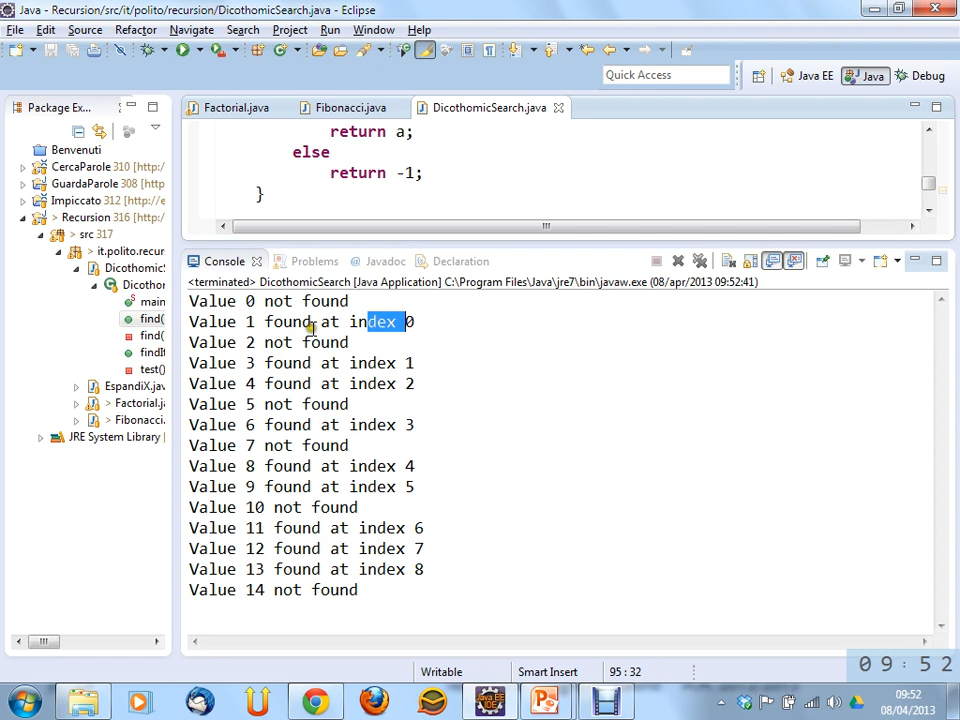 Java - Recursion/src/it/polito/recursion/DicothomicSearch.java - Eclipse
File Edit Source Refactor Navigate Search Project Run Window Help
Quick Access
Java EE Java Debug
Package Ex...
Factorial.java Fibonacci.java DicothomicSearch.java
Benvenuti
CercaParole 310 [http:/
GuardaParole 308 [http
Impiccato 312 [http://e
> Recursion 316 [http:/
> src 317
> it.polito.recur
Dicothomic
Dicothor
main
find(
find(
findIt
test()
EspandiX.jav
> Factorial.ja
> Fibonacci.
JRE System Library [
return a;
else
return -1;
}
Console Problems @ Javadoc Declaration
<terminated> DicothomicSearch [Java Application] C:\Program Files\Java\jre7\bin\javaw.exe (08/apr/2013 09:52:41)
Value 0 not found
Value 1 found at index 0
Value 2 not found
Value 3 found at index 1
Value 4 found at index 2
Value 5 not found
Value 6 found at index 3
Value 7 not found
Value 8 found at index 4
Value 9 found at index 5
Value 10 not found
Value 11 found at index 6
Value 12 found at index 7
Value 13 found at index 8
Value 14 not found
Writable Smart Insert 95 : 32
09:52
09:52
08/04/2013